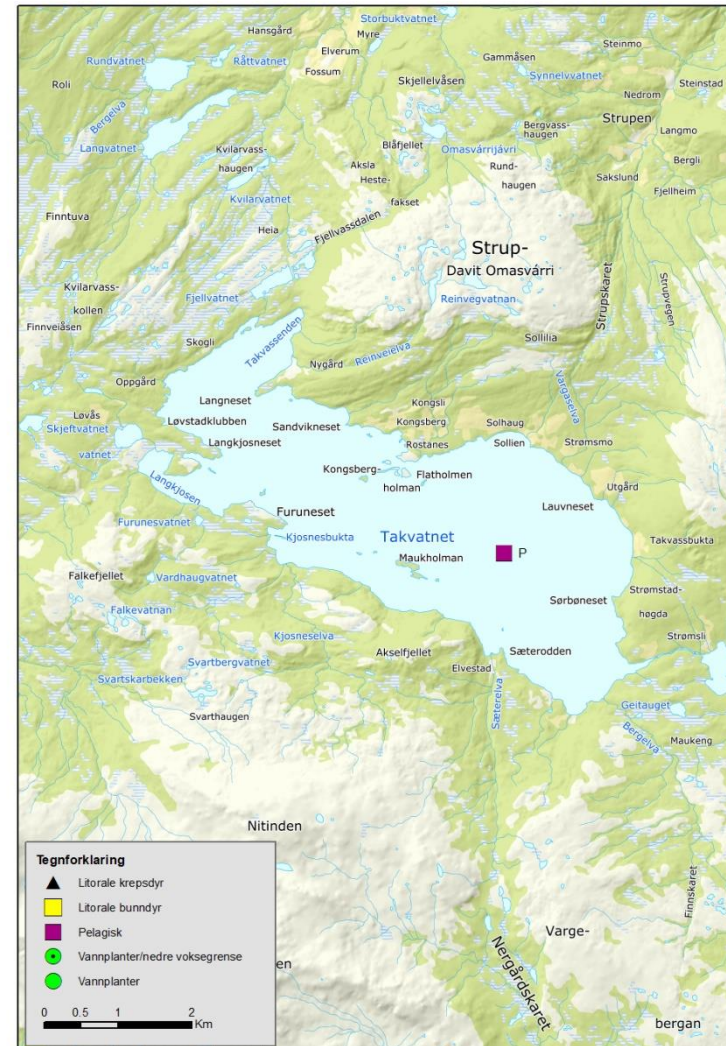 Storbuktvatnet
Hansgård
Myre
Elverum
Rundvatnet
Råttvatnet
Fossum
Steinmo
Gammåsen
Skjellelvåsen
Synnelvvatnet
Steinstad
Roli
Nedrom
Bergelva
Strupen
Langmo
Bergvass-
haugen
Blåfjellet
Langvatnet
Kvilarvass-
haugen
Omasvárrijávri
Bergli
Aksla
Rund-
haugen
Sakslund
Heste-
fakset
Fjellheim
Kvilarvatnet
Finntuva
Heia
Fjellvassdalen
Strup-
Davit Omasvárri
Strupskaret
Strupvegen
Kvilarvass-
kollen
Fjellvatnet
Reinvegvatnan
Finnveiåsen
Takvassenden
Skogli
Sollilia
Reinveielva
Nygård
Oppgård
Vargaselva
Langneset
Kongsli
Løvås
Løvstadklubben
Sandvikneset
Kongsberg
Solhaug
Skjeftvatnet
vatnet
Langkjosneset
Rostanes
Sollien
Strømsmo
Kongsberg-
holman
Flatholmen
Langkjosen
Utgård
Furuneset
Lauvneset
Furunesvatnet
Kjosnesbukta
Takvatnet
Takvassbukta
Maukholman
P
Falkefjellet
Vardhaugvatnet
Strømstad-
høgda
Falkevatnan
Sørbøneset
Kjosneselva
Strømsli
Svartbergvatnet
Akselfjellet
Sæterodden
Elvestad
Svartskarbekken
Sæterelva
Geitauget
Svarthaugen
Bergelva
Maukeng
Nitinden
Finnskaret
Varge-
bergan
Nergårdskaret
en
Tegnforklaring
Litorale krepsdyr
Litorale bunndyr
Pelagisk
Vannplanter/nedre voksegrense
Vannplanter
0 0.5 1 2
Km